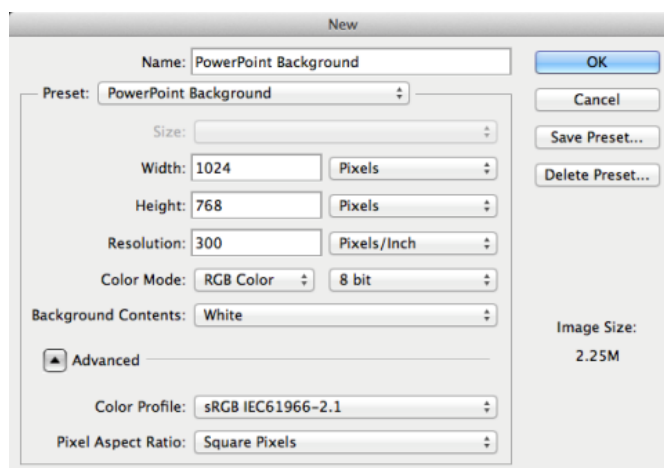 New
Name: PowerPoint Background
OK
Preset: PowerPoint Background
Cancel
Size:
Save Preset...
Width: 1024 Pixels
Delete Preset...
Height: 768 Pixels
Resolution: 300 Pixels/Inch
Color Mode: RGB Color 8 bit
Background Contents: White
Image Size:
2.25M
Advanced
Color Profile: sRGB IEC61966-2.1
Pixel Aspect Ratio: Square Pixels